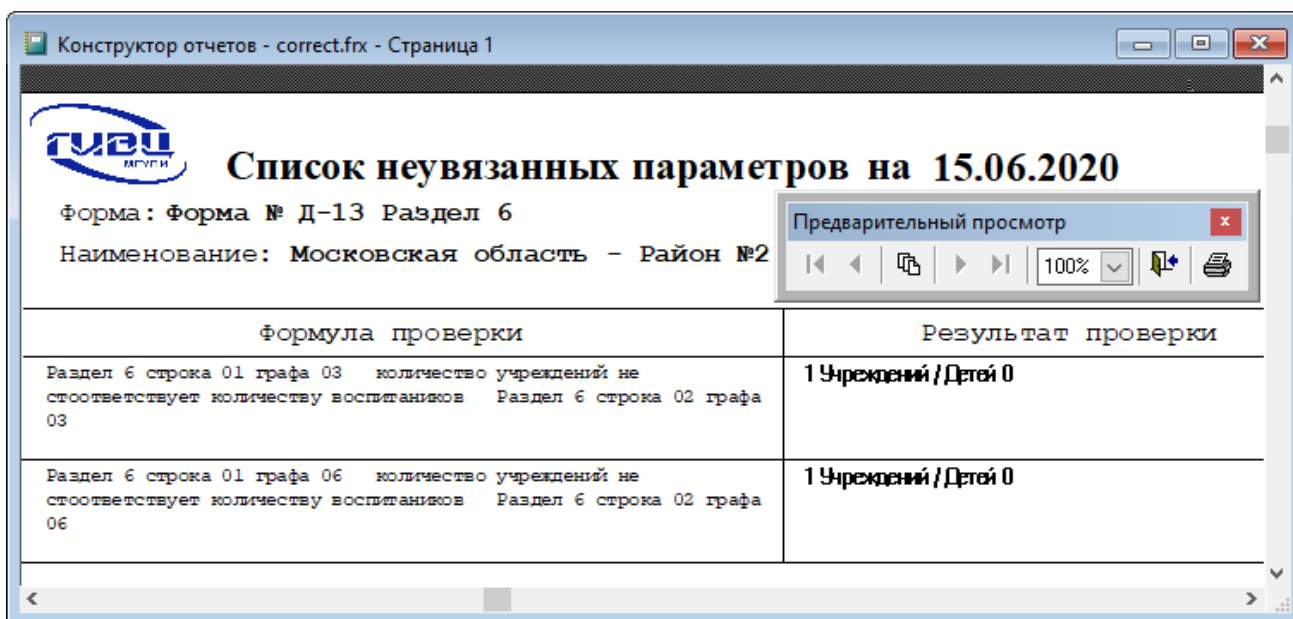 Конструктор отчетов - correct.frx - Страница 1
ГИВЦ
МГУПИ
Список неувязанных параметров на 15.06.2020
Форма: Форма № Д-13 Раздел 6
Наименование: Московская область - Район №2
Предварительный просмотр
100%
Формула проверки
Результат проверки
Раздел 6 строка 01 графа 03 количество учреждений не
стоответствует количеству воспитаников Раздел 6 строка 02 графа
03
1 Учреждений / Детей 0
Раздел 6 строка 01 графа 06 количество учреждений не
стоответствует количеству воспитаников Раздел 6 строка 02 графа
06
1 Учреждений / Детей 0